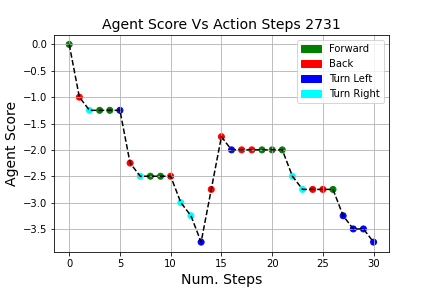 Agent Score Vs Action Steps 2731
Forward
Back
Turn Left
Turn Right
Agent Score
0.0
−0.5
−1.0
−1.5
−2.0
−2.5
−3.0
−3.5
0 5 10 15 20 25 30
Num. Steps